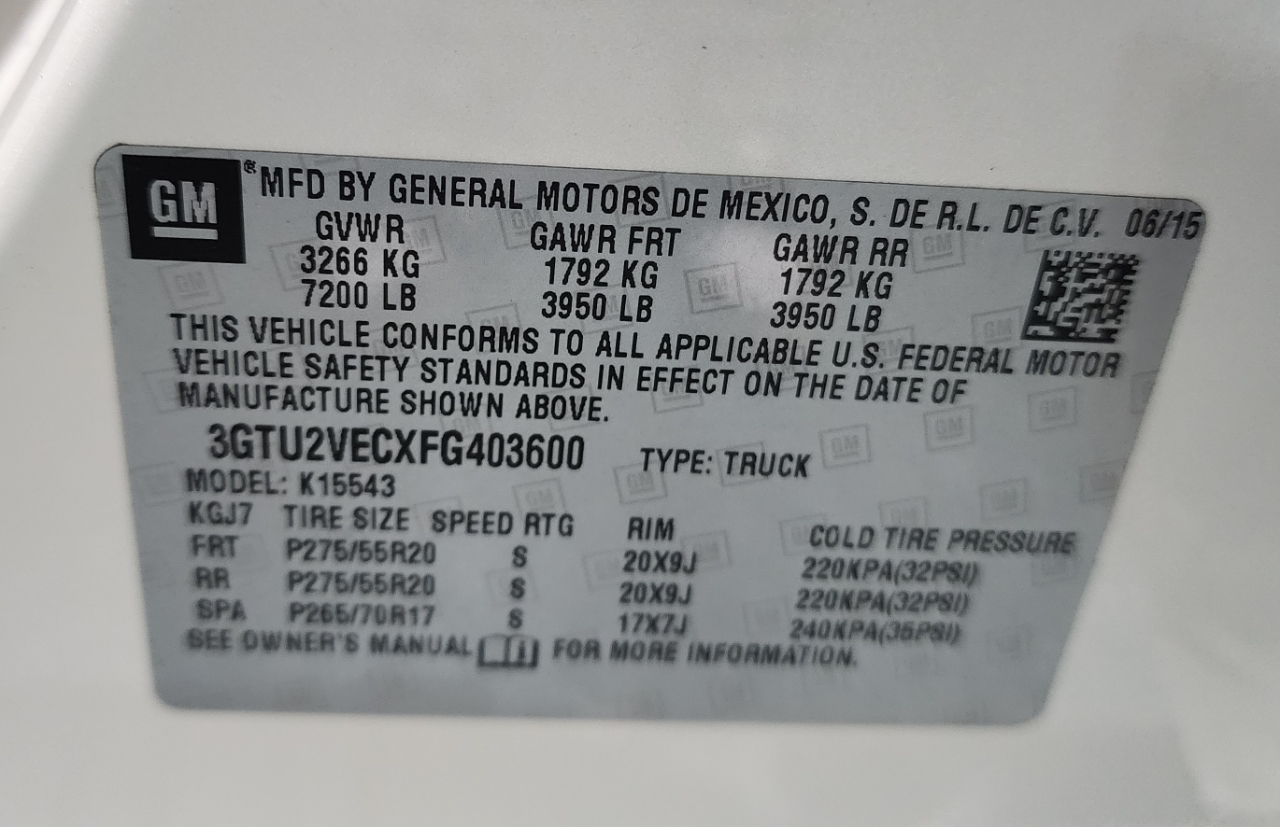 GM ® MFD BY GENERAL MOTORS DE MEXICO, S. DE R.L. DE C.V. 06/15
GVWR GAWR FRT GAWR RR
3266 KG 1792 KG 1792 KG
7200 LB 3950 LB 3950 LB
THIS VEHICLE CONFORMS TO ALL APPLICABLE U.S. FEDERAL MOTOR
VEHICLE SAFETY STANDARDS IN EFFECT ON THE DATE OF
MANUFACTURE SHOWN ABOVE.
3GTU2VECXFG403600 TYPE: TRUCK
MODEL: K15543
KGJ7 TIRE SIZE SPEED RTG RIM COLD TIRE PRESSURE
FRT P275/55R20 S 20X9J 220KPA(32PSI)
RR P275/55R20 S 20X9J 220KPA(32PSI)
SPA P265/70R17 S 17X7J 240KPA(35PSI)
SEE OWNER'S MANUAL FOR MORE INFORMATION.